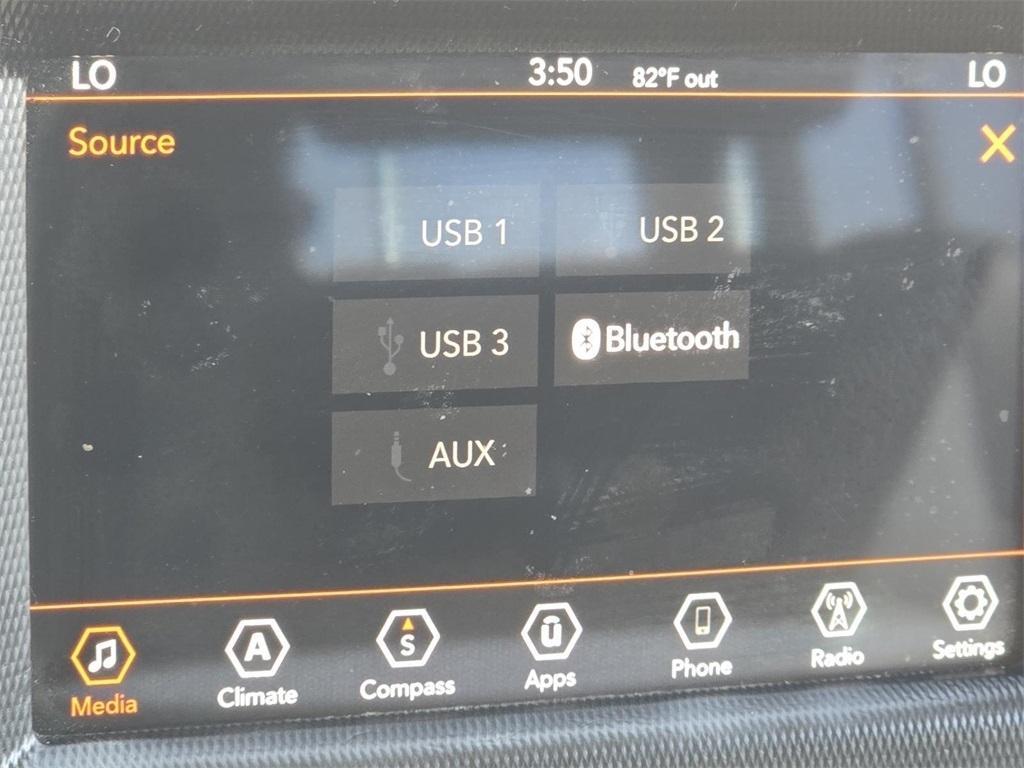 LO 3:50 82°F out LO
Source X
USB 1 USB 2
USB 3 Bluetooth
AUX
A S u
Media Climate Compass Apps Phone Radio Settings